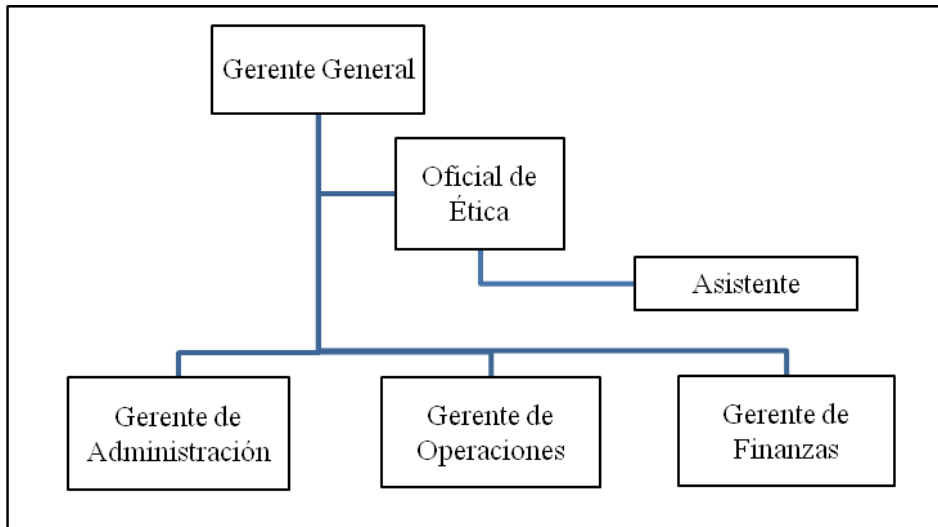 Gerente General
Oficial de
Ética
Asistente
Gerente de
Administración
Gerente de
Operaciones
Gerente de
Finanzas